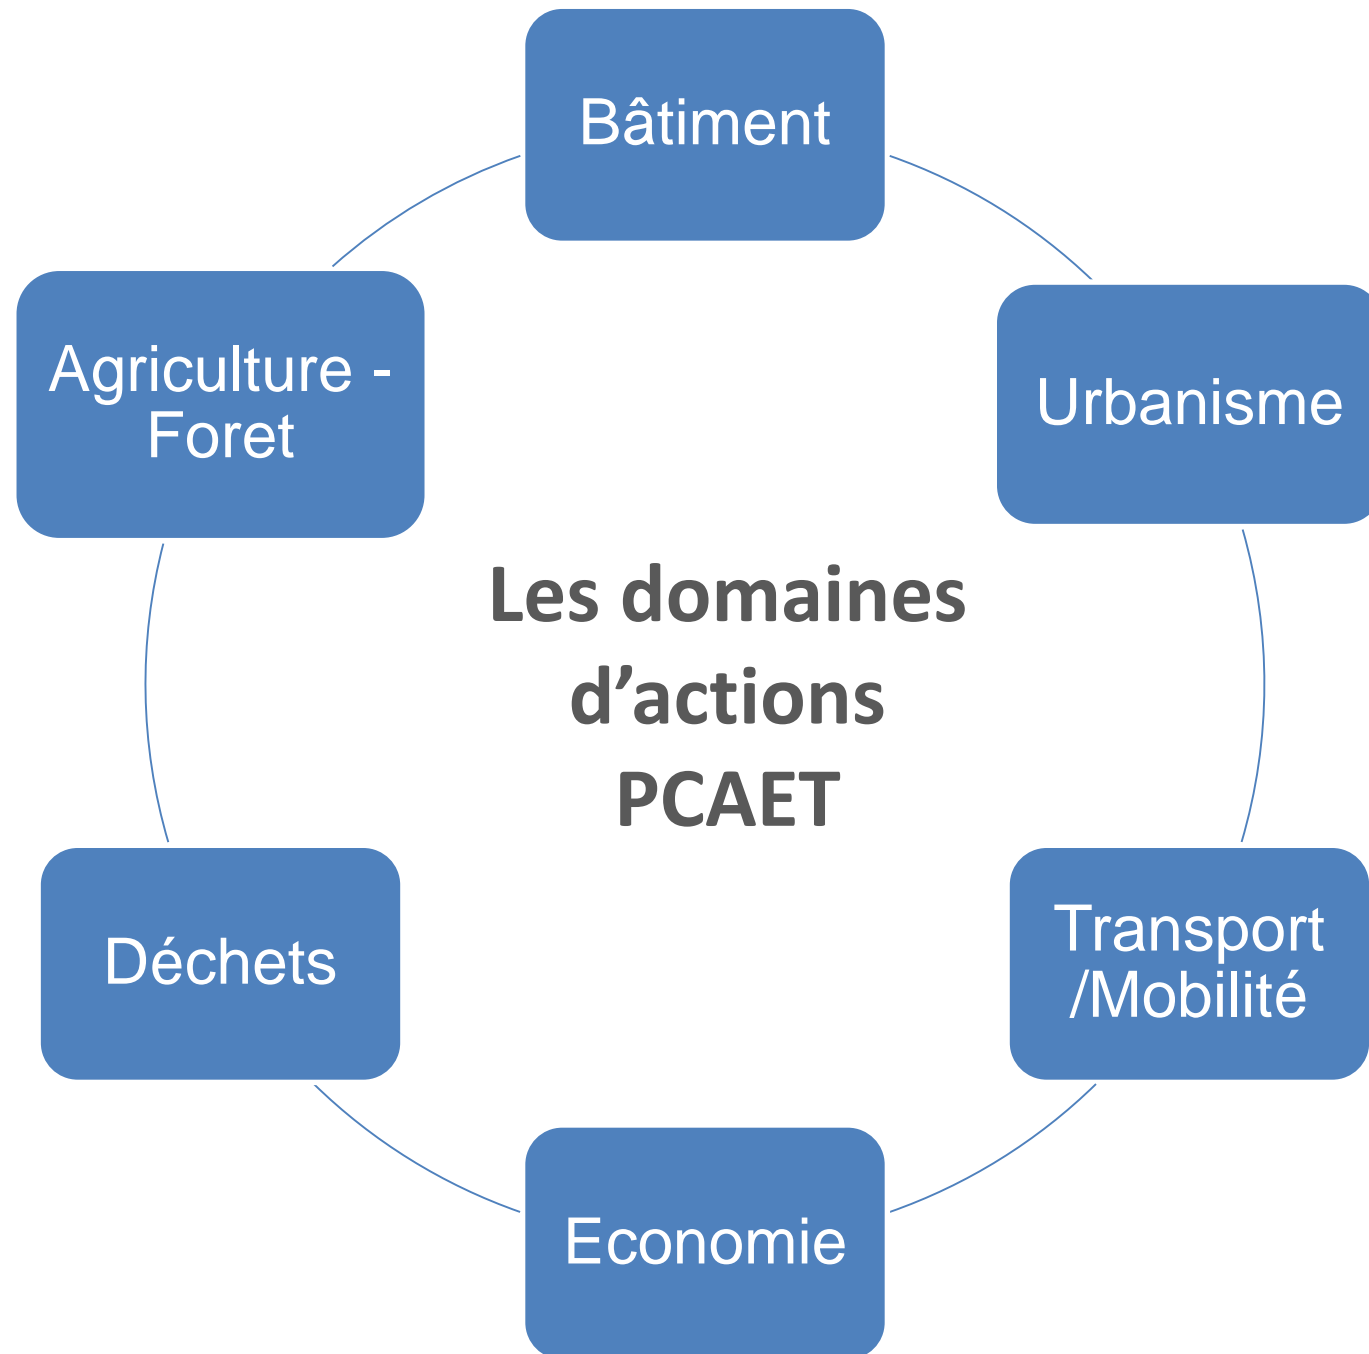 Bâtiment
Urbanisme
Agriculture -
Foret
Les domaines
d’actions
PCAET
Transport
/Mobilité
Déchets
Economie